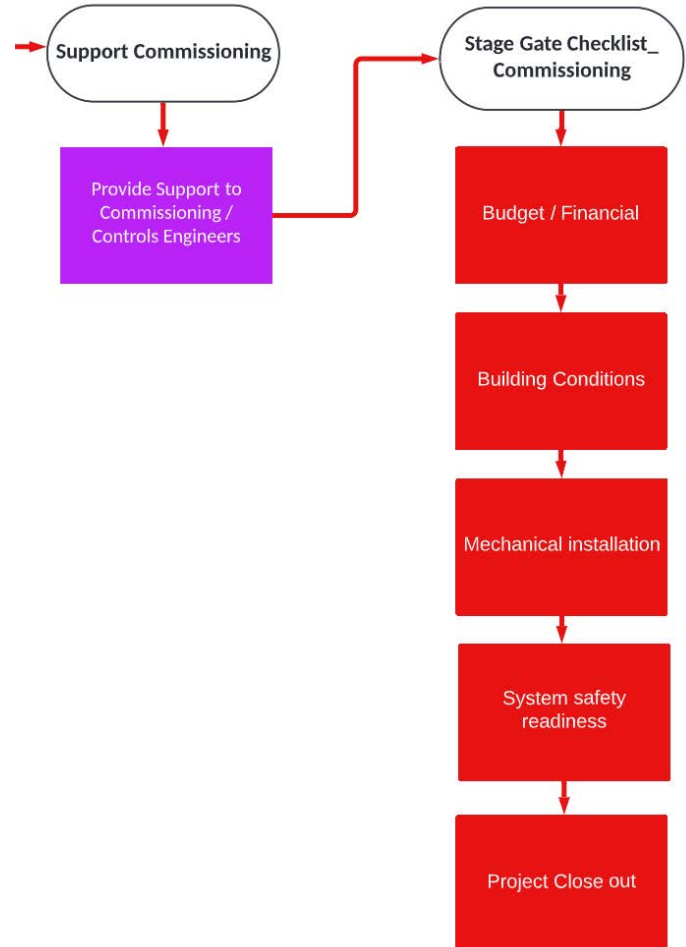 Support Commissioning
Provide Support to
Commissioning /
Controls Engineers
Stage Gate Checklist_
Commissioning
Budget / Financial
Building Conditions
Mechanical installation
System safety
readiness
Project Close out